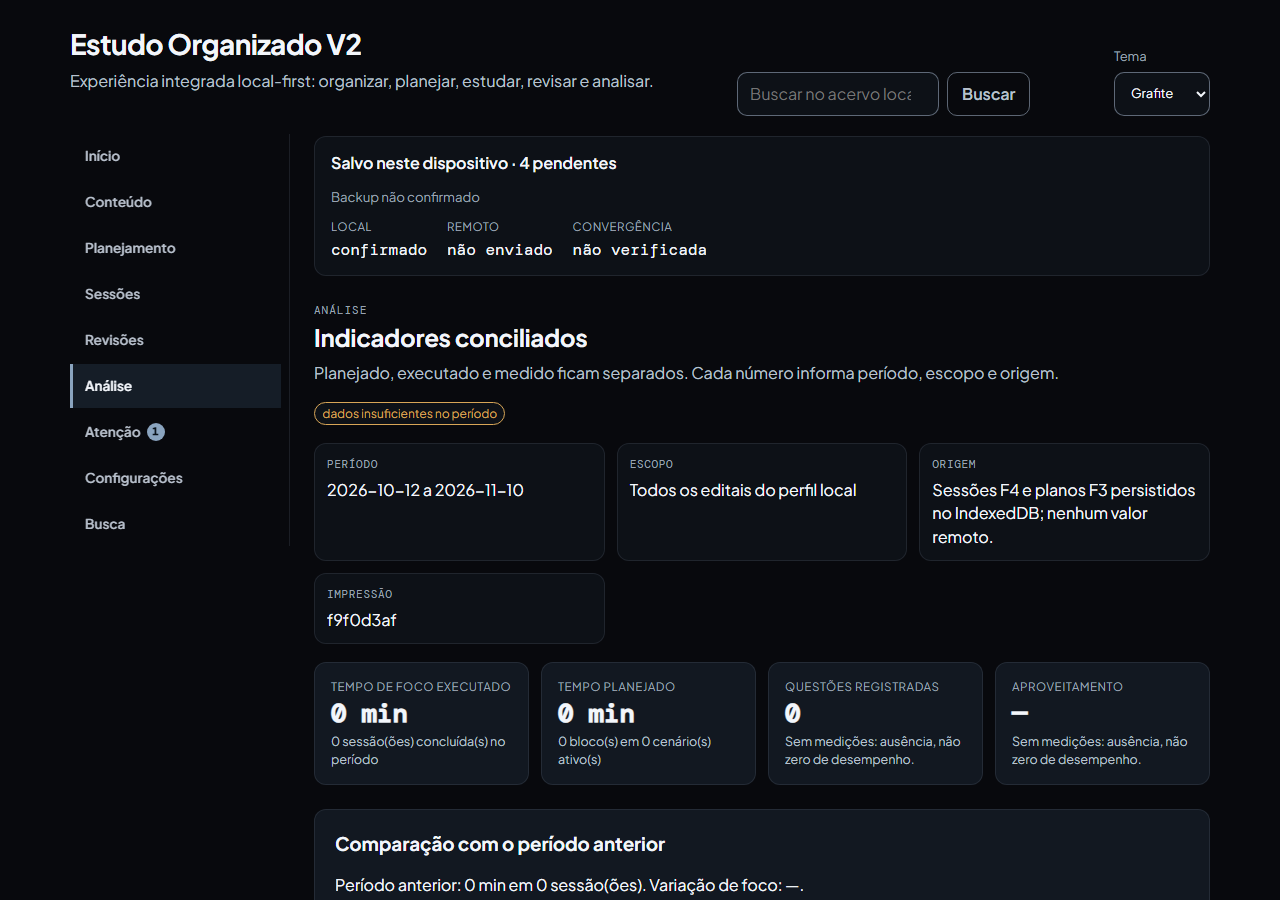 Estudo Organizado V2
Experiência integrada local-first: organizar, planejar, estudar, revisar e analisar.
Buscar no acervo loca
Buscar
Tema
Grafite
Início
Conteúdo
Planejamento
Sessões
Revisões
Análise
Atenção 1
Configurações
Busca
Salvo neste dispositivo · 4 pendentes
Backup não confirmado
LOCAL
confirmado
REMOTO
não enviado
CONVERGÊNCIA
não verificada
ANÁLISE
Indicadores conciliados
Planejado, executado e medido ficam separados. Cada número informa período, escopo e origem.
dados insuficientes no período
PERÍODO
2026-10-12 a 2026-11-10
ESCOPO
Todos os editais do perfil local
ORIGEM
Sessões F4 e planos F3 persistidos
no IndexedDB; nenhum valor
remoto.
IMPRESSÃO
f9f0d3af
TEMPO DE FOCO EXECUTADO
0 min
0 sessão(ões) concluída(s) no
período
TEMPO PLANEJADO
0 min
0 bloco(s) em 0 cenário(s)
ativo(s)
QUESTÕES REGISTRADAS
0
Sem medições: ausência, não
zero de desempenho.
APROVEITAMENTO
—
Sem medições: ausência, não
zero de desempenho.
Comparação com o período anterior
Período anterior: 0 min em 0 sessão(ões). Variação de foco: —.